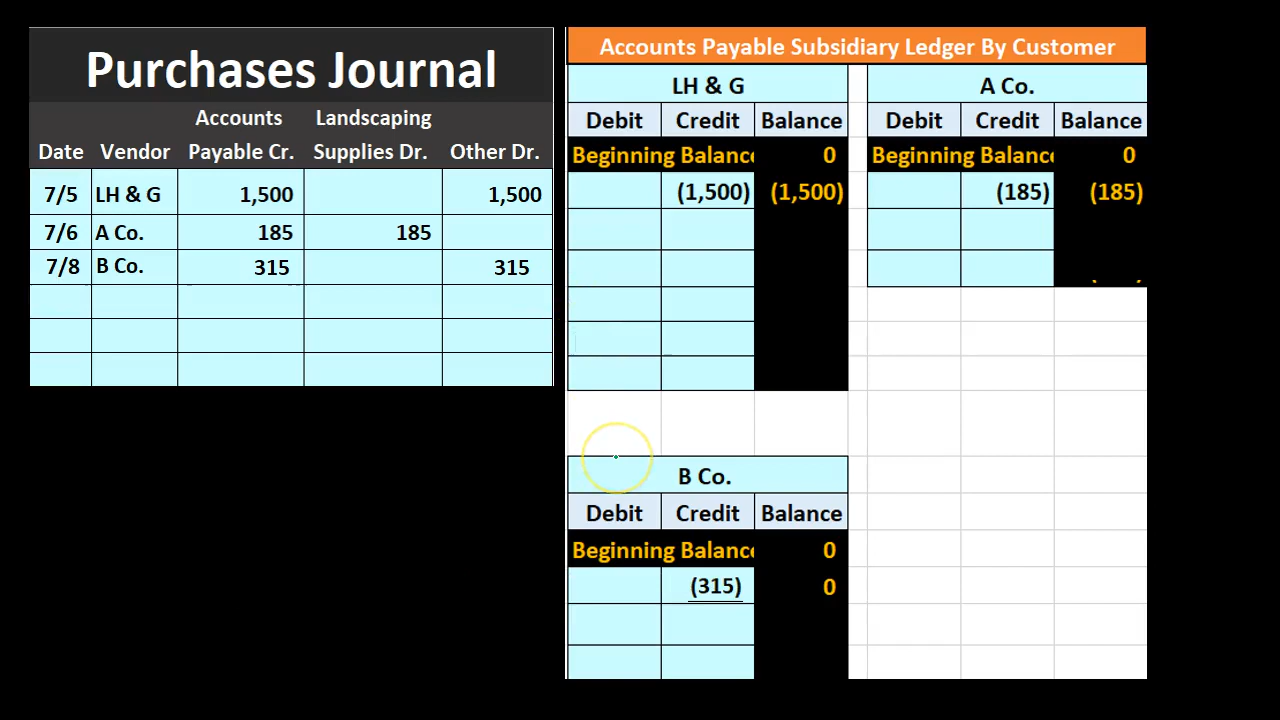 Purchases Journal
Accounts Landscaping
Date Vendor Payable Cr. Supplies Dr. Other Dr.
7/5 LH & G 1,500 1,500
7/6 A Co. 185 185
7/8 B Co. 315 315
Accounts Payable Subsidiary Ledger By Customer
LH & G
Debit Credit Balance
Beginning Balance 0
(1,500) (1,500)
A Co.
Debit Credit Balance
Beginning Balance 0
(185) (185)
B Co.
Debit Credit Balance
Beginning Balance 0
(315) 0